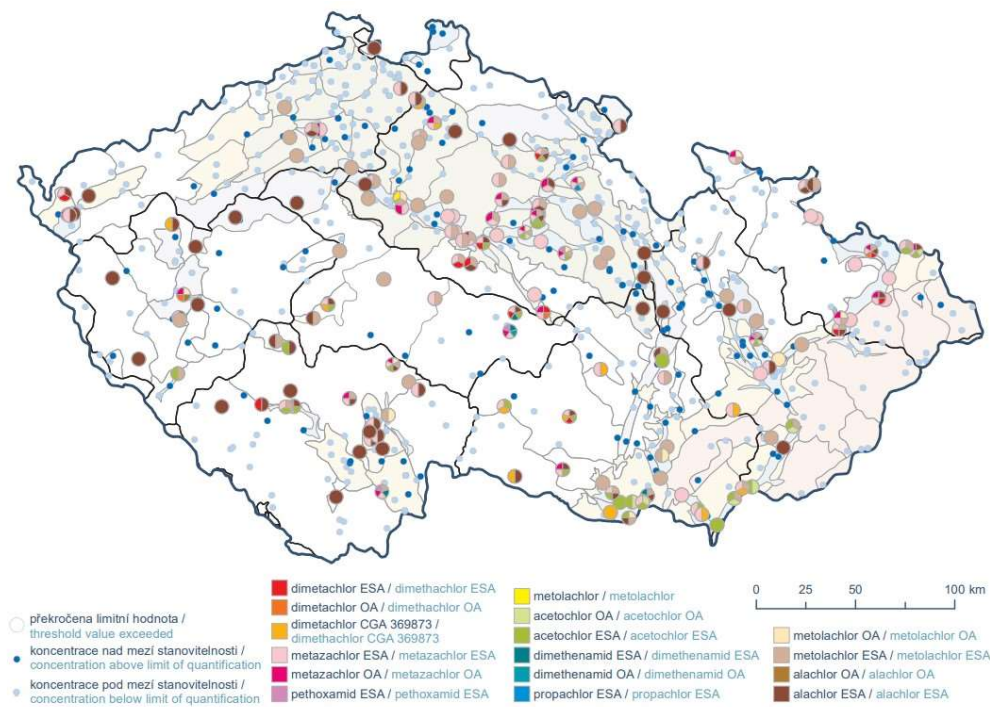 překročena limitní hodnota /
threshold value exceeded
koncentrace nad mezí stanovitelnosti /
concentration above limit of quantification
koncentrace pod mezí stanovitelnosti /
concentration below limit of quantification
dimetachlor ESA / dimethachlor ESA
dimetachlor OA / dimethachlor OA
dimetachlor CGA 369873 /
dimethachlor CGA 369873
metazachlor ESA / metazachlor ESA
metazachlor OA / metazachlor OA
pethoxamid ESA / pethoxamid ESA
metolachlor / metolachlor
acetochlor OA / acetochlor OA
acetochlor ESA / acetochlor ESA
dimethenamid ESA / dimethenamid ESA
dimethenamid OA / dimethenamid OA
propachlor ESA / propachlor ESA
0 25 50 100 km
metolachlor OA / metolachlor OA
metolachlor ESA / metolachlor ESA
alachlor OA / alachlor OA
alachlor ESA / alachlor ESA